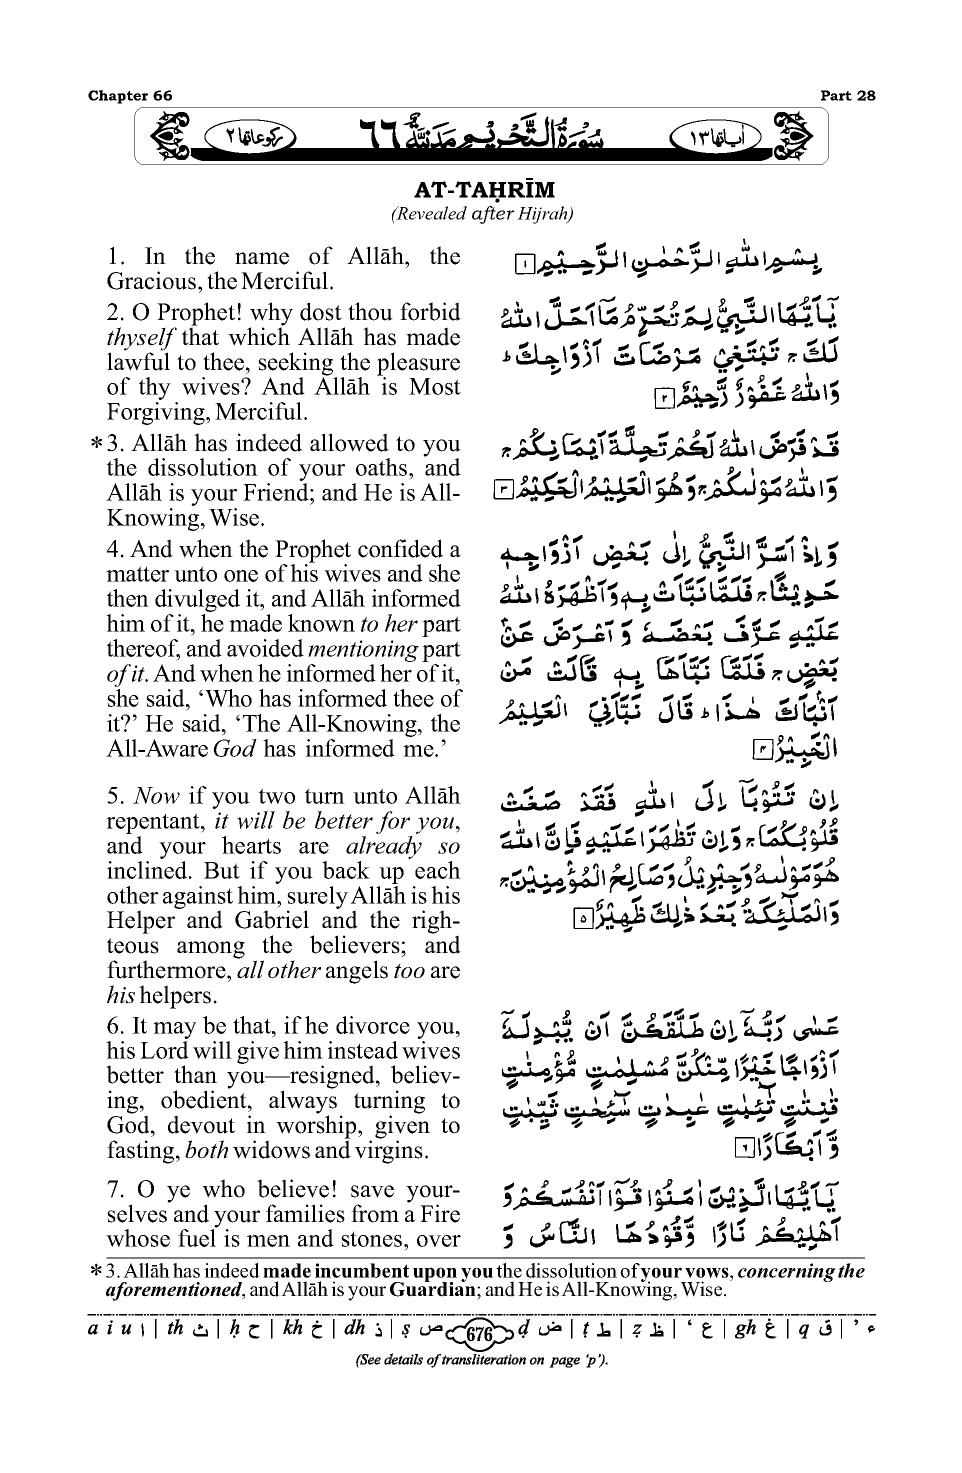 Chapter 66
Part 28
رکوعاتها ٢
سُوۡرَةُ التَّحۡرِيۡمِ مَدَنِيَّةٌ ٦٦
اٰياتها ١٣
AT-TAḤRĪM
(Revealed after Hijrah)
1. In the name of Allāh, the
Gracious, the Merciful.
2. O Prophet! why dost thou forbid
thyself that which Allāh has made
lawful to thee, seeking the pleasure
of thy wives? And Allāh is Most
Forgiving, Merciful.
*3. Allāh has indeed allowed to you
the dissolution of your oaths, and
Allāh is your Friend; and He is All-
Knowing, Wise.
4. And when the Prophet confided a
matter unto one of his wives and she
then divulged it, and Allāh informed
him of it, he made known to her part
thereof, and avoided mentioning part
of it. And when he informed her of it,
she said, ‘Who has informed thee of
it?’ He said, ‘The All-Knowing, the
All-Aware God has informed me.’
5. Now if you two turn unto Allāh
repentant, it will be better for you,
and your hearts are already so
inclined. But if you back up each
other against him, surely Allāh is his
Helper and Gabriel and the righ-
teous among the believers; and
furthermore, all other angels too are
his helpers.
6. It may be that, if he divorce you,
his Lord will give him instead wives
better than you—resigned, believ-
ing, obedient, always turning to
God, devout in worship, given to
fasting, both widows and virgins.
7. O ye who believe! save your-
selves and your families from a Fire
whose fuel is men and stones, over
بِسۡمِ اللّٰهِ الرَّحۡمٰنِ الرَّحِيۡمِ ١
يٰۤاَيُّهَا النَّبِيُّ لِمَ تُحَرِّمُ مَاۤ اَحَلَّ اللّٰهُ
لَكَ ۚ تَبۡتَغِيۡ مَرۡضَاتَ اَزۡوَاجِكَ ؕ
وَاللّٰهُ غَفُوۡرٌ رَّحِيۡمٌ ٢
قَدۡ فَرَضَ اللّٰهُ لَكُمۡ تَحِلَّةَ اَيۡمَانِكُمۡ ۚ
وَاللّٰهُ مَوۡلٰٮكُمۡ ۚ وَهُوَ الۡعَلِيۡمُ الۡحَكِيۡمُ ٣
وَاِذۡ اَسَرَّ النَّبِيُّ اِلٰى بَعۡضِ اَزۡوَاجِهٖ
حَدِيۡثًا ۚ فَلَمَّا نَبَّاَتۡ بِهٖ وَاَظۡهَرَهُ اللّٰهُ
عَلَيۡهِ عَرَّفَ بَعۡضَهٗ وَاَعۡرَضَ عَنۡۢ
بَعۡضٍ ۚ فَلَمَّا نَبَّاَهَا بِهٖ قَالَتۡ مَنۡ
اَنۡۢبَاَكَ هٰذَا ؕ قَالَ نَبَّاَنِيَ الۡعَلِيۡمُ
الۡخَبِيۡرُ ٣
اِنۡ تَتُوۡبَاۤ اِلَى اللّٰهِ فَقَدۡ صَغَتۡ
قُلُوۡبُكُمَا ۚ وَاِنۡ تَظٰهَرَا عَلَيۡهِ فَاِنَّ اللّٰهَ
هُوَ مَوۡلٰٮهُ وَجِبۡرِيۡلُ وَصَالِحُ الۡمُؤۡمِنِيۡنَ ۚ
وَالۡمَلٰٓئِكَةُ بَعۡدَ ذٰلِكَ ظَهِيۡرٌ ٥
عَسٰى رَبُّهٗۤ اِنۡ طَلَّقَكُنَّ اَنۡ يُّبۡدِلَهٗۤ
اَزۡوَاجًا خَيۡرًا مِّنۡكُنَّ مُسۡلِمٰتٍ مُّؤۡمِنٰتٍ
قٰنِتٰتٍ تٰٓئِبٰتٍ عٰبِدٰتٍ سٰٓئِحٰتٍ ثَيِّبٰتٍ
وَّاَبۡكَارًا ٦
يٰۤاَيُّهَا الَّذِيۡنَ اٰمَنُوۡا قُوۡۤا اَنۡفُسَكُمۡ وَ
اَهۡلِيۡكُمۡ نَارًا وَّقُوۡدُهَا النَّاسُ وَ
*3. Allāh has indeed made incumbent upon you the dissolution of your vows, concerning the
aforementioned, and Allāh is your Guardian; and He is All-Knowing, Wise.
a i u ا | th ث | ḥ ح | kh خ | dh ذ | ṣ ص 676 ḍ ض | ṭ ط | ẓ ظ | ‘ ع | gh غ | q ق | ’ ء
(See details of transliteration on page ‘p’).